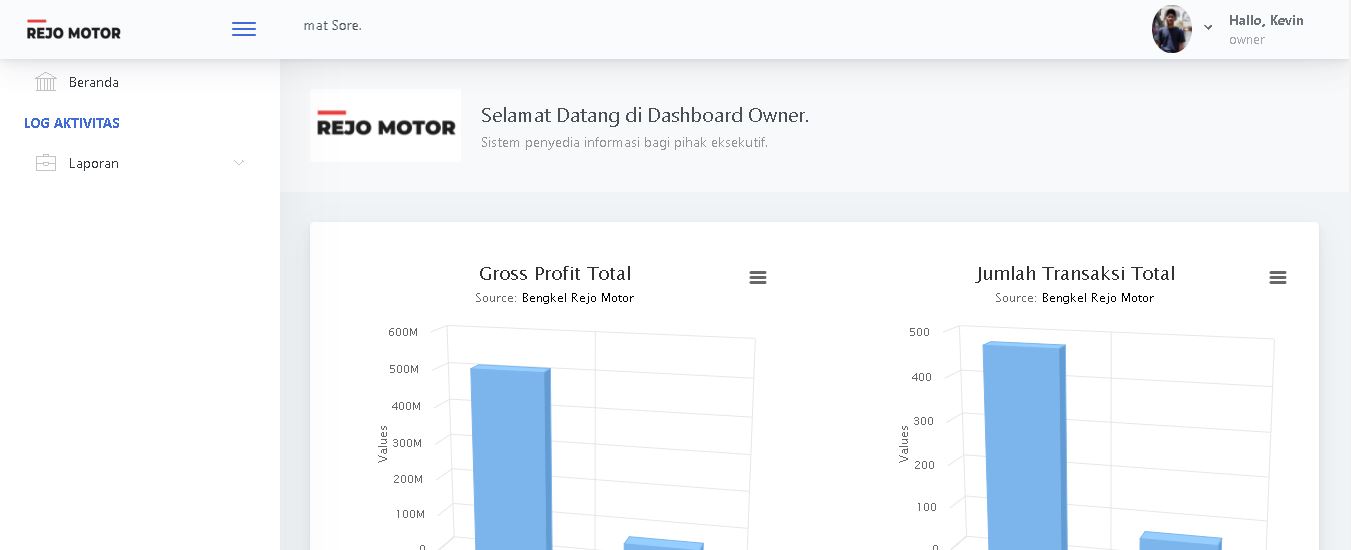 REJO MOTOR
mat Sore.
Hallo, Kevin
owner
Beranda
LOG AKTIVITAS
Laporan
REJO MOTOR
Selamat Datang di Dashboard Owner.
Sistem penyedia informasi bagi pihak eksekutif.
Gross Profit Total
Source: Bengkel Rejo Motor
600M
500M
400M
300M
200M
100M
0
Values
Jumlah Transaksi Total
Source: Bengkel Rejo Motor
500
400
300
200
100
0
Values